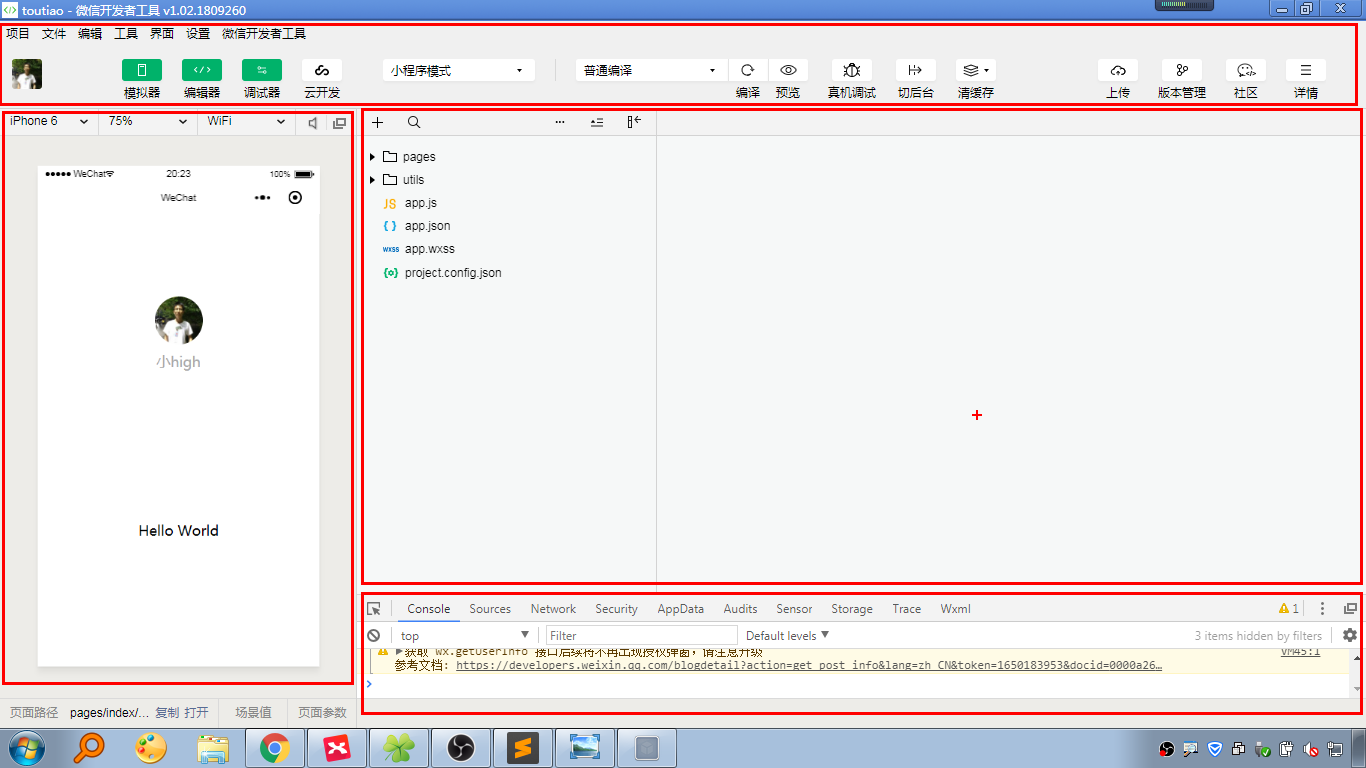 toutiao - 微信开发者工具 v1.02.1809260
项目 文件 编辑 工具 界面 设置 微信开发者工具
小程序模式 普通编译
模拟器 编辑器 调试器 云开发 编译 预览 真机调试 切后台 清缓存 上传 版本管理 社区 详情
iPhone 6 75% WiFi
WeChat 20:23 100%
WeChat
小high
Hello World
pages
utils
JS app.js
{ } app.json
wxss app.wxss
{o} project.config.json
Console Sources Network Security AppData Audits Sensor Storage Trace Wxml 1
top Filter Default levels 3 items hidden by filters
获取 wx.getUserInfo 接口后续将不再出现授权弹窗，请注意升级 VM45:1
参考文档: https://developers.weixin.qq.com/blogdetail?action=get_post_info&lang=zh_CN&token=1650183953&docid=0000a26…
页面路径 pages/index/... 复制 打开 场景值 页面参数